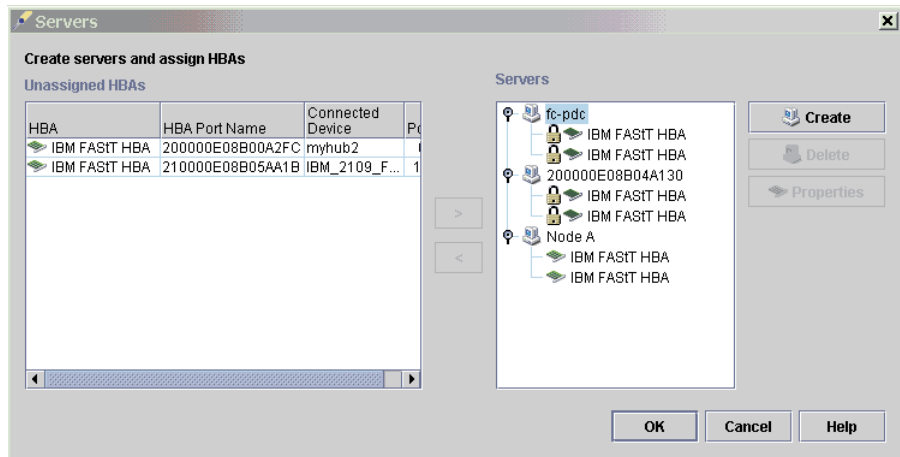 Servers
Create servers and assign HBAs
Unassigned HBAs
HBA HBA Port Name Connected Device
IBM FAStT HBA 200000E08B00A2FC myhub2
IBM FAStT HBA 210000E08B05AA1B IBM_2109_F... 1
Servers
fc-pdc
IBM FAStT HBA
IBM FAStT HBA
200000E08B04A130
IBM FAStT HBA
IBM FAStT HBA
Node A
IBM FAStT HBA
IBM FAStT HBA
>
<
Create
Delete
Properties
OK Cancel Help